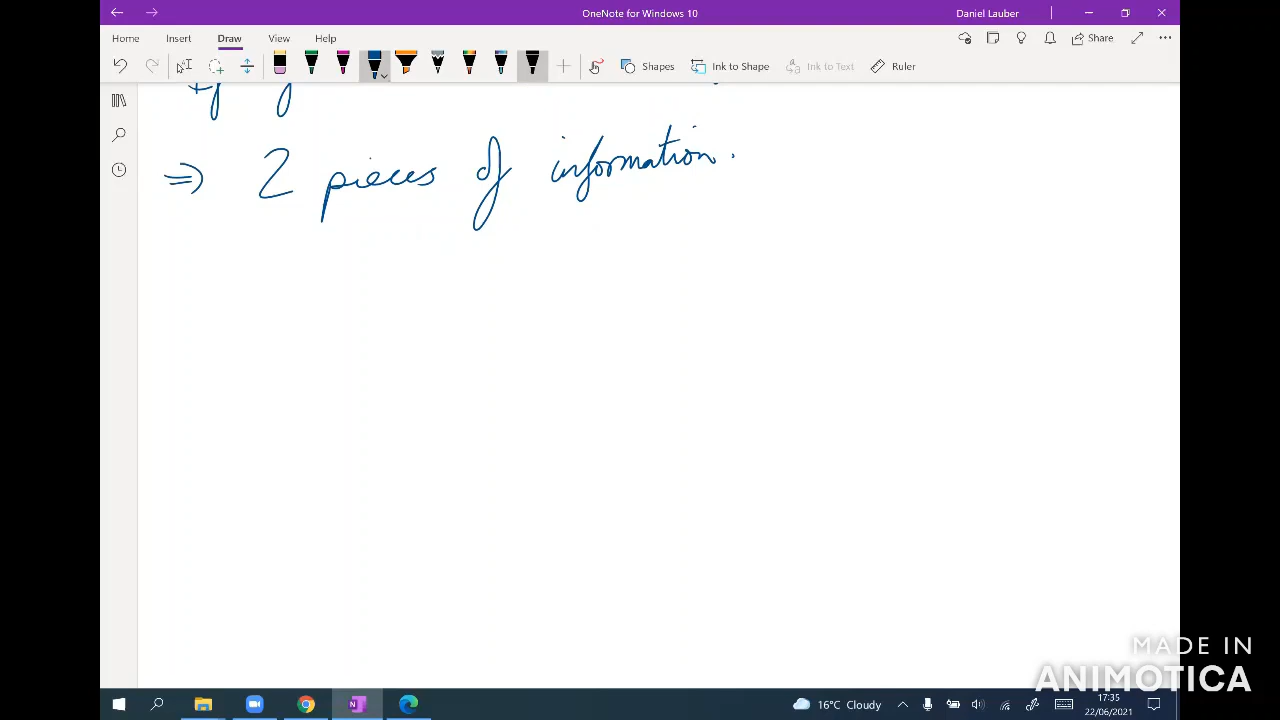 OneNote for Windows 10
Daniel Lauber
Home Insert Draw View Help
Share
Shapes Ink to Shape Ink to Text Ruler
⇒ 2 pieces of information.
MADE IN
ANIMOTICA
16°C Cloudy
17:35
22/06/2021